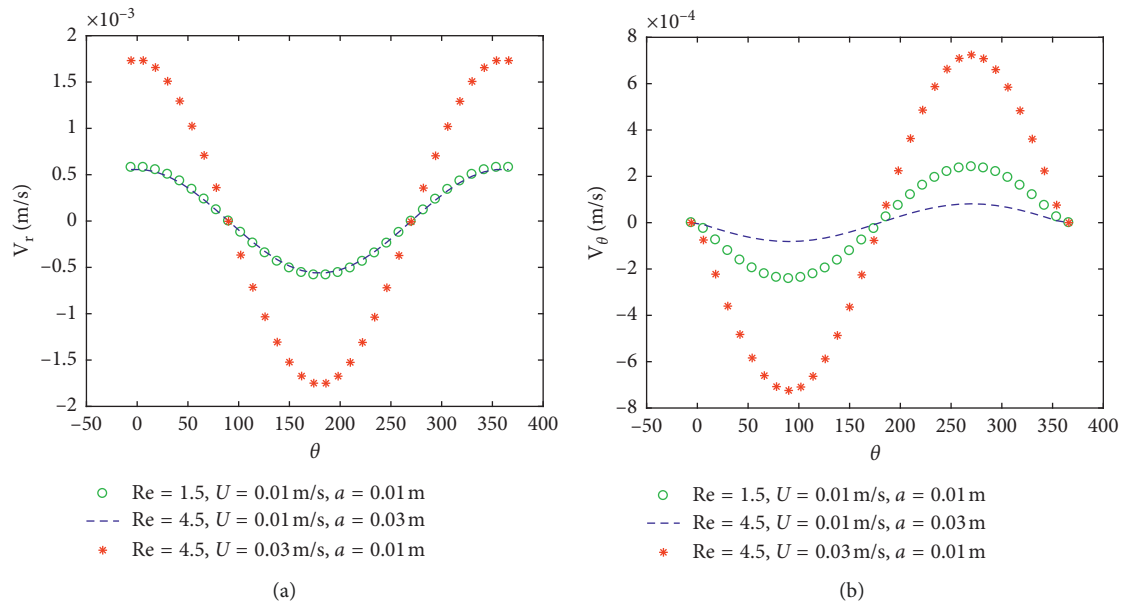 ×10⁻³
2
1.5
1
0.5
0
−0.5
−1
−1.5
−2
V_r (m/s)
−50 0 50 100 150 200 250 300 350 400
θ
Re = 1.5, U = 0.01 m/s, a = 0.01 m
Re = 4.5, U = 0.01 m/s, a = 0.03 m
Re = 4.5, U = 0.03 m/s, a = 0.01 m
(a)
×10⁻⁴
8
6
4
2
0
−2
−4
−6
−8
V_θ (m/s)
−50 0 50 100 150 200 250 300 350 400
θ
Re = 1.5, U = 0.01 m/s, a = 0.01 m
Re = 4.5, U = 0.01 m/s, a = 0.03 m
Re = 4.5, U = 0.03 m/s, a = 0.01 m
(b)